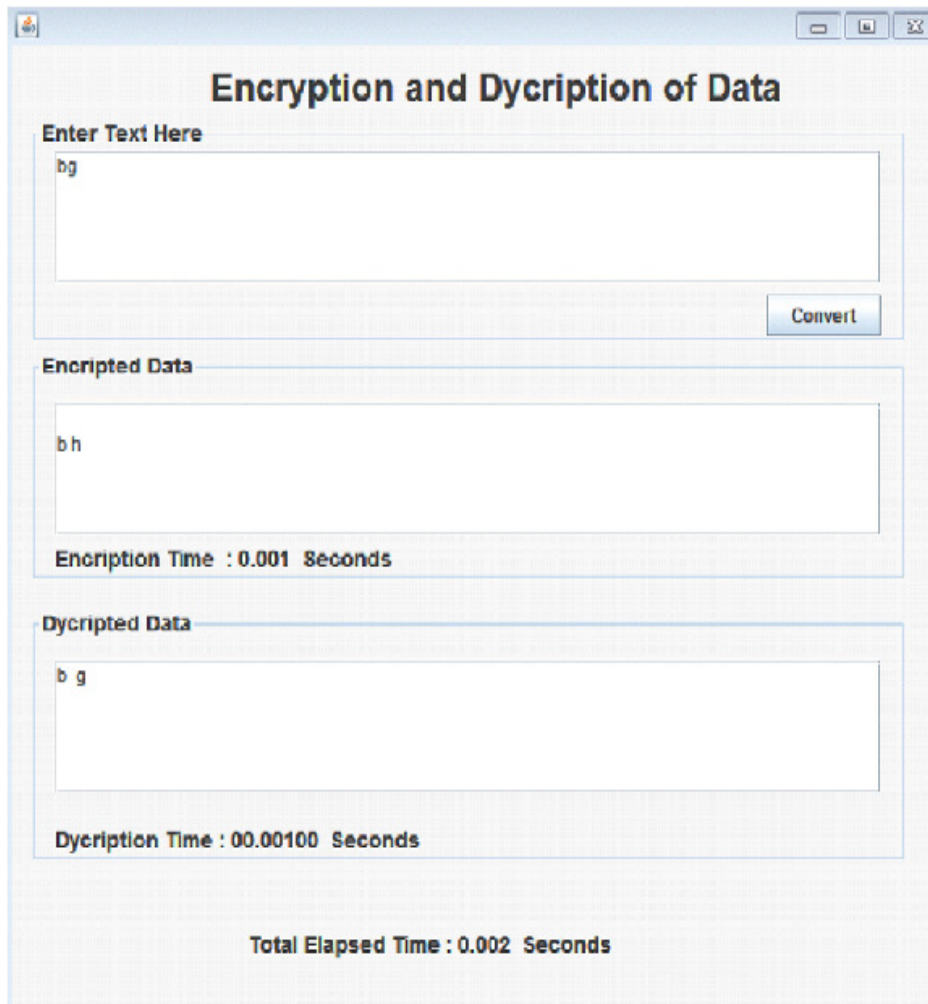 Encryption and Dycription of Data
Enter Text Here
bg
Convert
Encripted Data
b h
Encription Time : 0.001 Seconds
Dycripted Data
b g
Dycription Time : 00.00100 Seconds
Total Elapsed Time : 0.002 Seconds